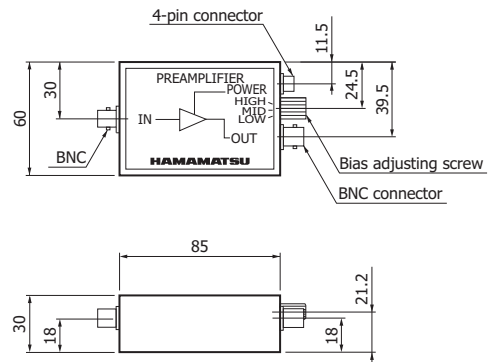 4-pin connector
11.5
24.5
39.5
30
60
PREAMPLIFIER
POWER
HIGH
MID
LOW
IN
OUT
HAMAMATSU
BNC
Bias adjusting screw
BNC connector
85
30
18
21.2
18